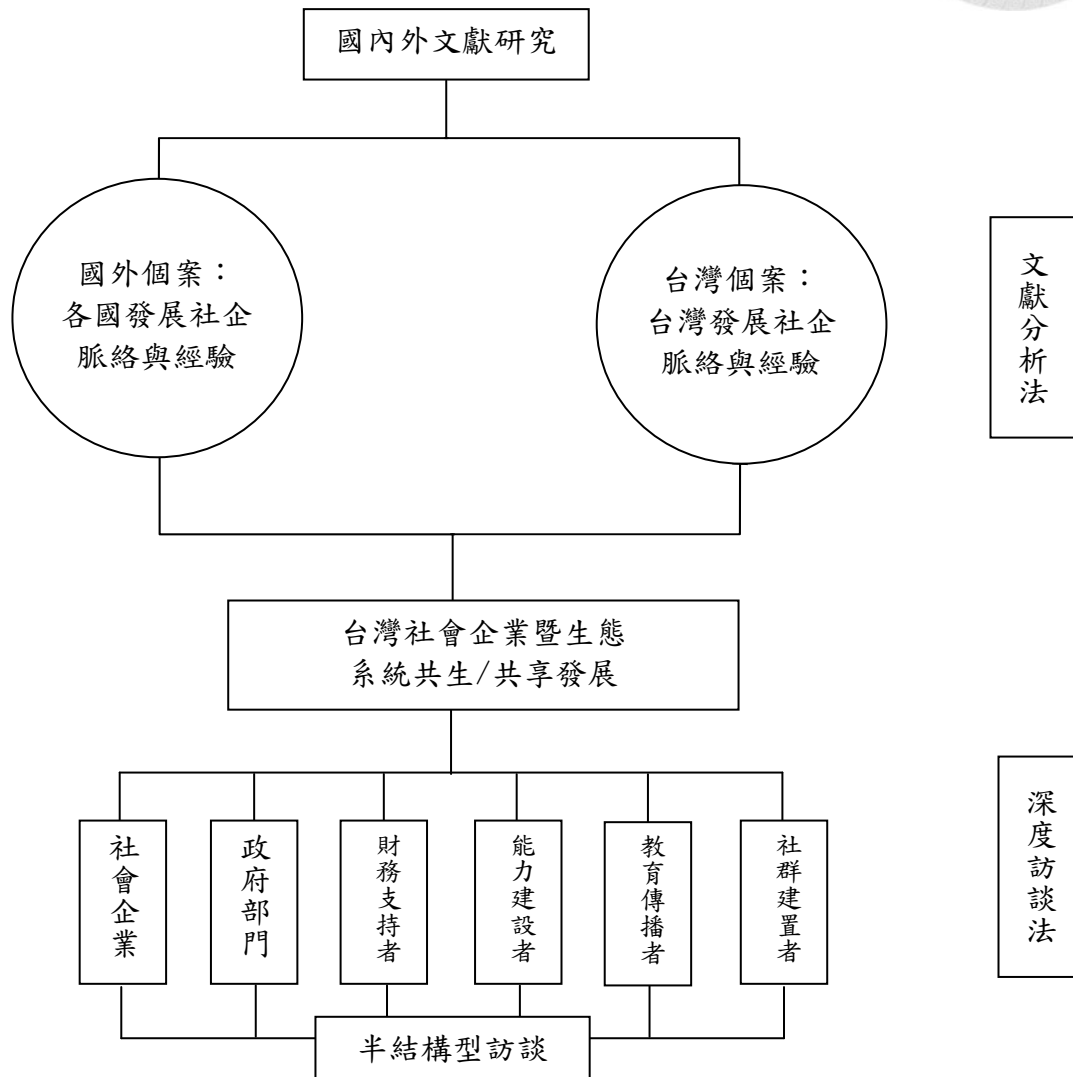 國內外文獻研究
國外個案：
各國發展社企
脈絡與經驗
台灣個案：
台灣發展社企
脈絡與經驗
文獻分析法
台灣社會企業暨生態
系統共生/共享發展
社會企業
政府部門
財務支持者
能力建設者
教育傳播者
社群建置者
深度訪談法
半結構型訪談